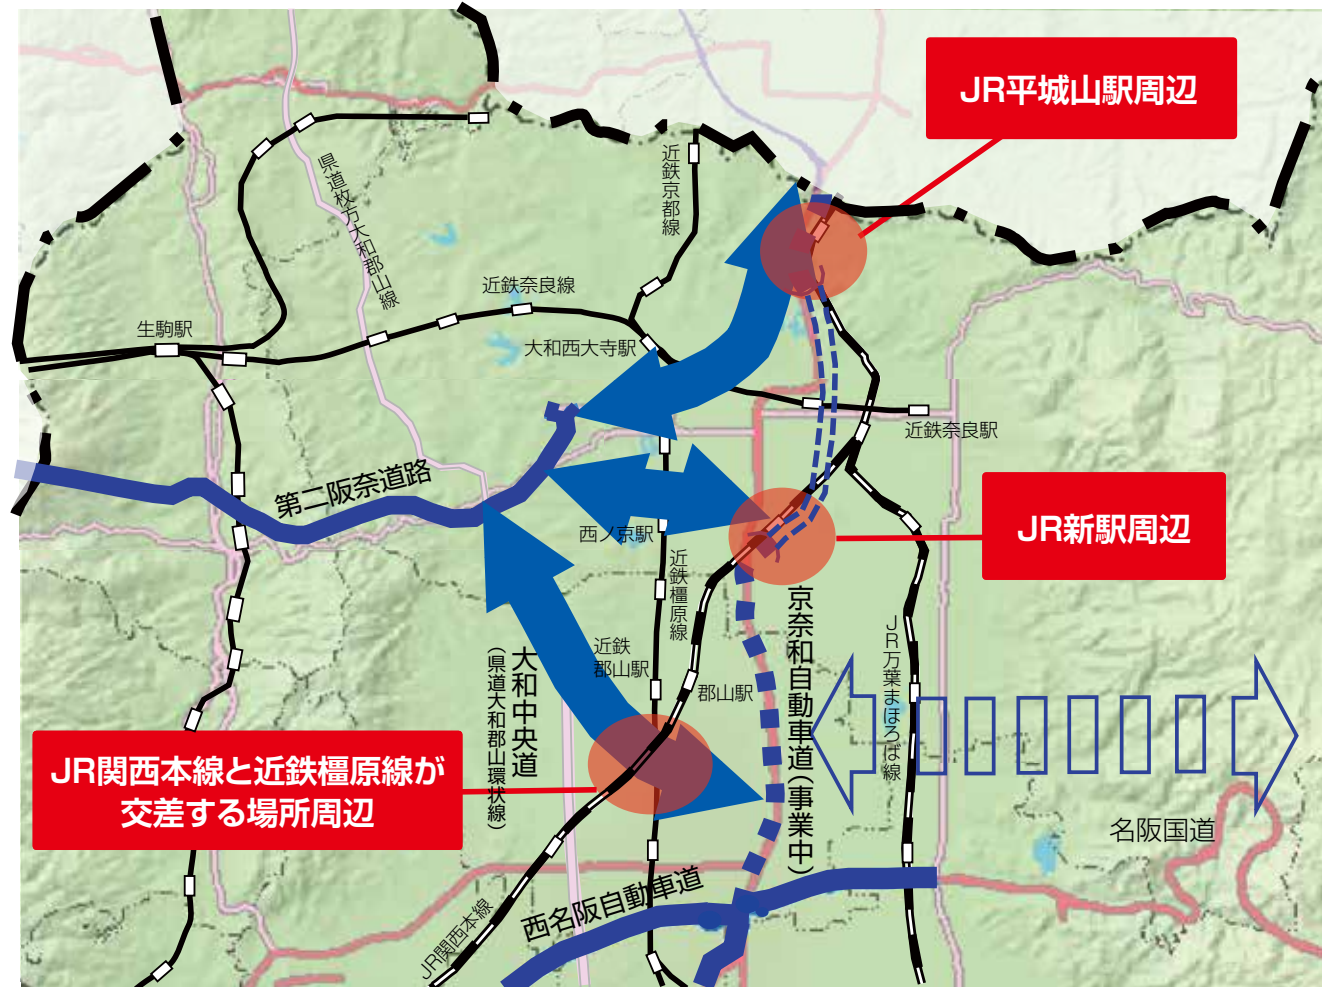 JR平城山駅周辺
近鉄京都線
県道枚方大和郡山線
近鉄奈良線
生駒駅
大和西大寺駅
近鉄奈良駅
第二阪奈道路
JR新駅周辺
西ノ京駅
近鉄橿原線
京奈和自動車道(事業中)
JR万葉まほろば線
近鉄
郡山駅
大和中央道
(県道大和郡山環状線)
郡山駅
JR関西本線と近鉄橿原線が
交差する場所周辺
名阪国道
西名阪自動車道
JR関西本線